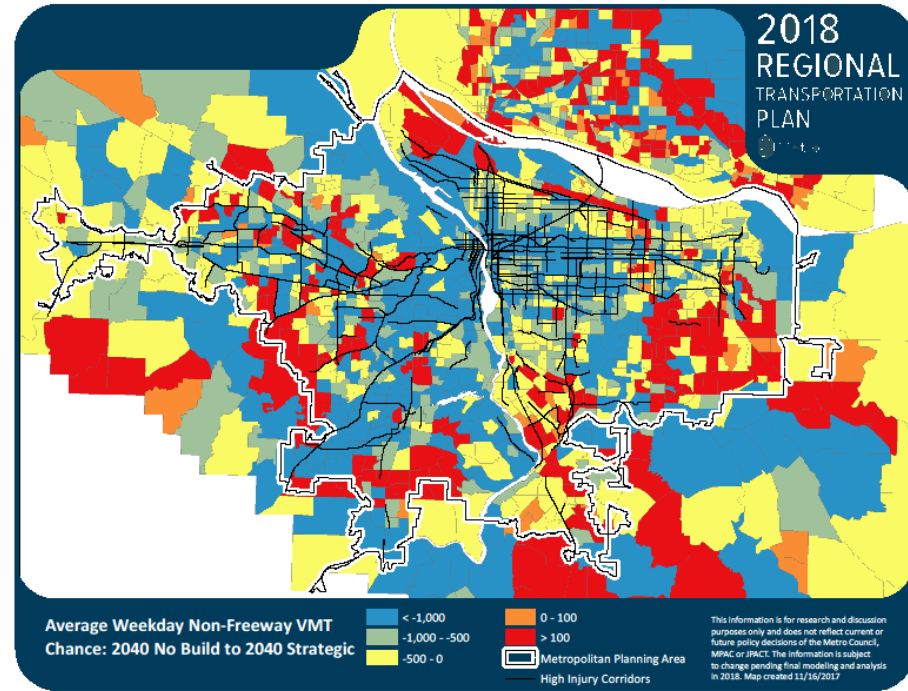 2018
REGIONAL
TRANSPORTATION
PLAN
Average Weekday Non-Freeway VMT
Chance: 2040 No Build to 2040 Strategic
< -1,000
-1,000 - -500
-500 - 0
0 - 100
> 100
Metropolitan Planning Area
High Injury Corridors
This information is for research and discussion
purposes only and does not reflect current or
future policy decisions of the Metro Council,
MPAC or JPACT. The information is subject
to change pending final modeling and analysis
in 2018. Map created 11/16/2017